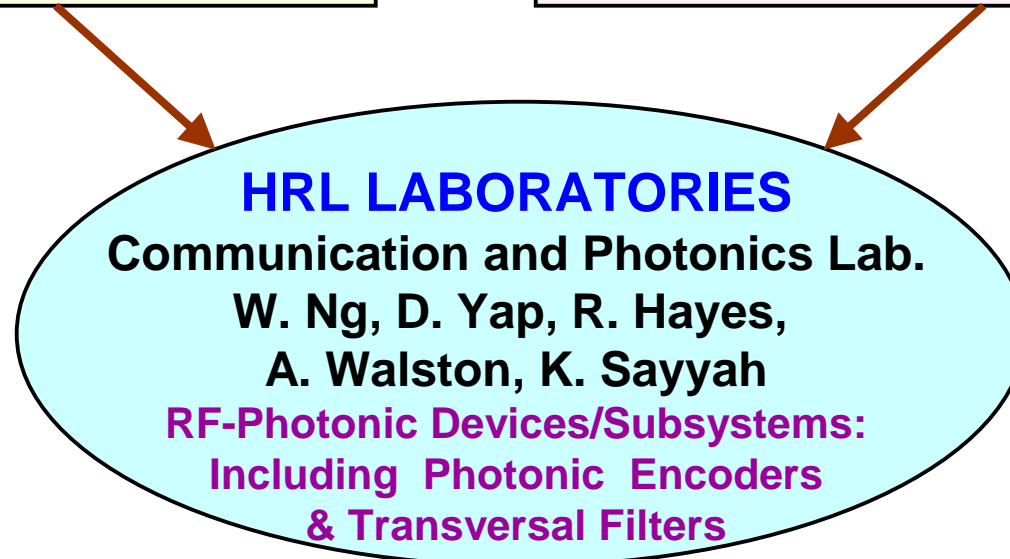 HRL LABORATORIES
Communication and Photonics Lab.
W. Ng, D. Yap, R. Hayes,
A. Walston, K. Sayyah
RF-Photonic Devices/Subsystems:
Including Photonic Encoders
& Transversal Filters